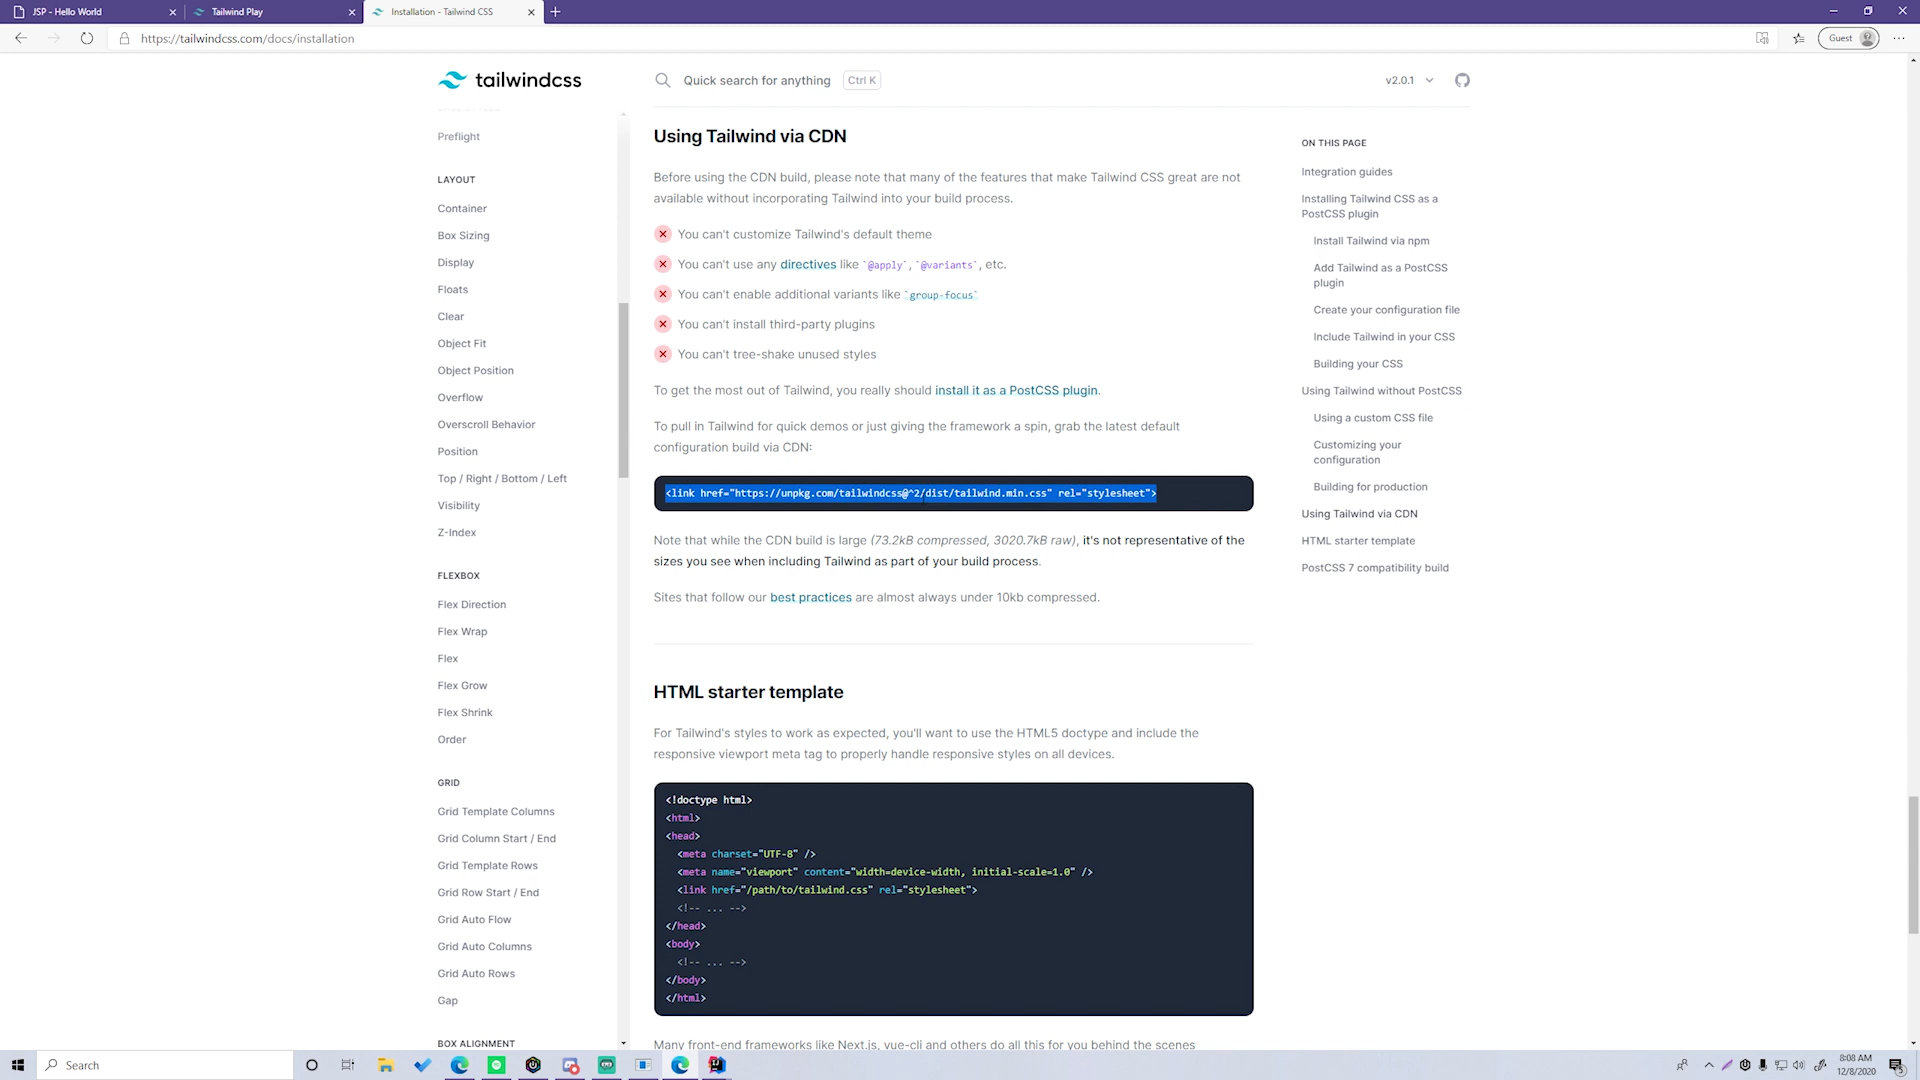 JSP - Hello World
Tailwind Play
Installation - Tailwind CSS
https://tailwindcss.com/docs/installation
Guest
tailwindcss
Quick search for anything
Ctrl K
v2.0.1
Preflight
LAYOUT
Container
Box Sizing
Display
Floats
Clear
Object Fit
Object Position
Overflow
Overscroll Behavior
Position
Top / Right / Bottom / Left
Visibility
Z-Index
FLEXBOX
Flex Direction
Flex Wrap
Flex
Flex Grow
Flex Shrink
Order
GRID
Grid Template Columns
Grid Column Start / End
Grid Template Rows
Grid Row Start / End
Grid Auto Flow
Grid Auto Columns
Grid Auto Rows
Gap
BOX ALIGNMENT
Using Tailwind via CDN
Before using the CDN build, please note that many of the features that make Tailwind CSS great are not
available without incorporating Tailwind into your build process.
You can't customize Tailwind's default theme
You can't use any directives like `@apply`, `@variants`, etc.
You can't enable additional variants like `group-focus`
You can't install third-party plugins
You can't tree-shake unused styles
To get the most out of Tailwind, you really should install it as a PostCSS plugin.
To pull in Tailwind for quick demos or just giving the framework a spin, grab the latest default
configuration build via CDN:
<link href="https://unpkg.com/tailwindcss@^2/dist/tailwind.min.css" rel="stylesheet">
Note that while the CDN build is large (73.2kB compressed, 3020.7kB raw), it's not representative of the
sizes you see when including Tailwind as part of your build process.
Sites that follow our best practices are almost always under 10kb compressed.
HTML starter template
For Tailwind's styles to work as expected, you'll want to use the HTML5 doctype and include the
responsive viewport meta tag to properly handle responsive styles on all devices.
<!doctype html>
<html>
<head>
<meta charset="UTF-8" />
<meta name="viewport" content="width=device-width, initial-scale=1.0" />
<link href="/path/to/tailwind.css" rel="stylesheet">
<!-- ... -->
</head>
<body>
<!-- ... -->
</body>
</html>
Many front-end frameworks like Next.js, vue-cli and others do all this for you behind the scenes
ON THIS PAGE
Integration guides
Installing Tailwind CSS as a
PostCSS plugin
Install Tailwind via npm
Add Tailwind as a PostCSS
plugin
Create your configuration file
Include Tailwind in your CSS
Building your CSS
Using Tailwind without PostCSS
Using a custom CSS file
Customizing your
configuration
Building for production
Using Tailwind via CDN
HTML starter template
PostCSS 7 compatibility build
Search
8:08 AM
12/8/2020